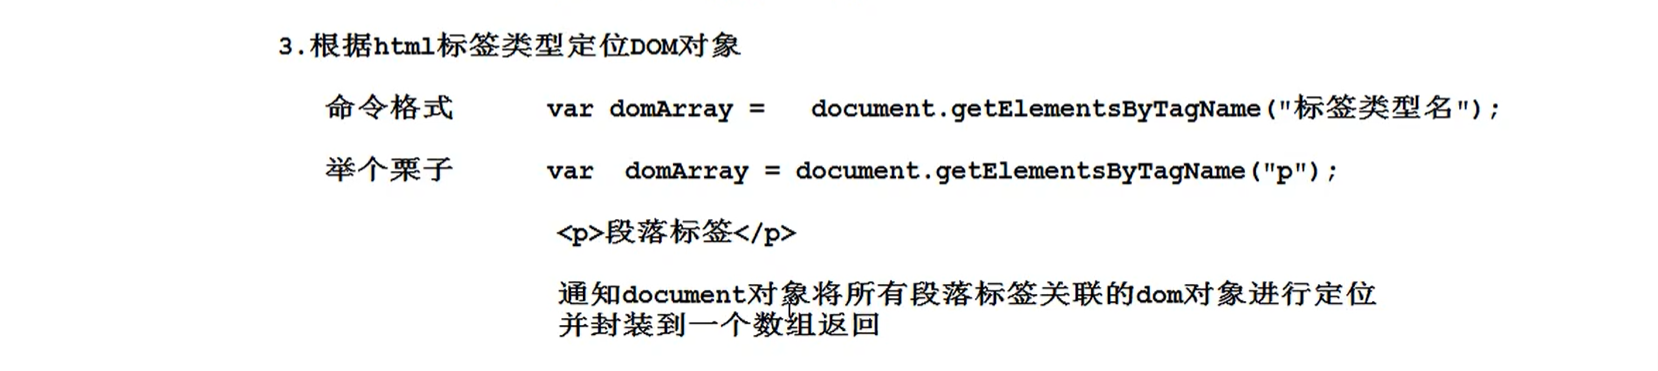 3.根据html标签类型定位DOM对象
命令格式 var domArray = document.getElementsByTagName("标签类型名");
举个栗子 var domArray = document.getElementsByTagName("p");
<p>段落标签</p>
通知document对象将所有段落标签关联的dom对象进行定位
并封装到一个数组返回